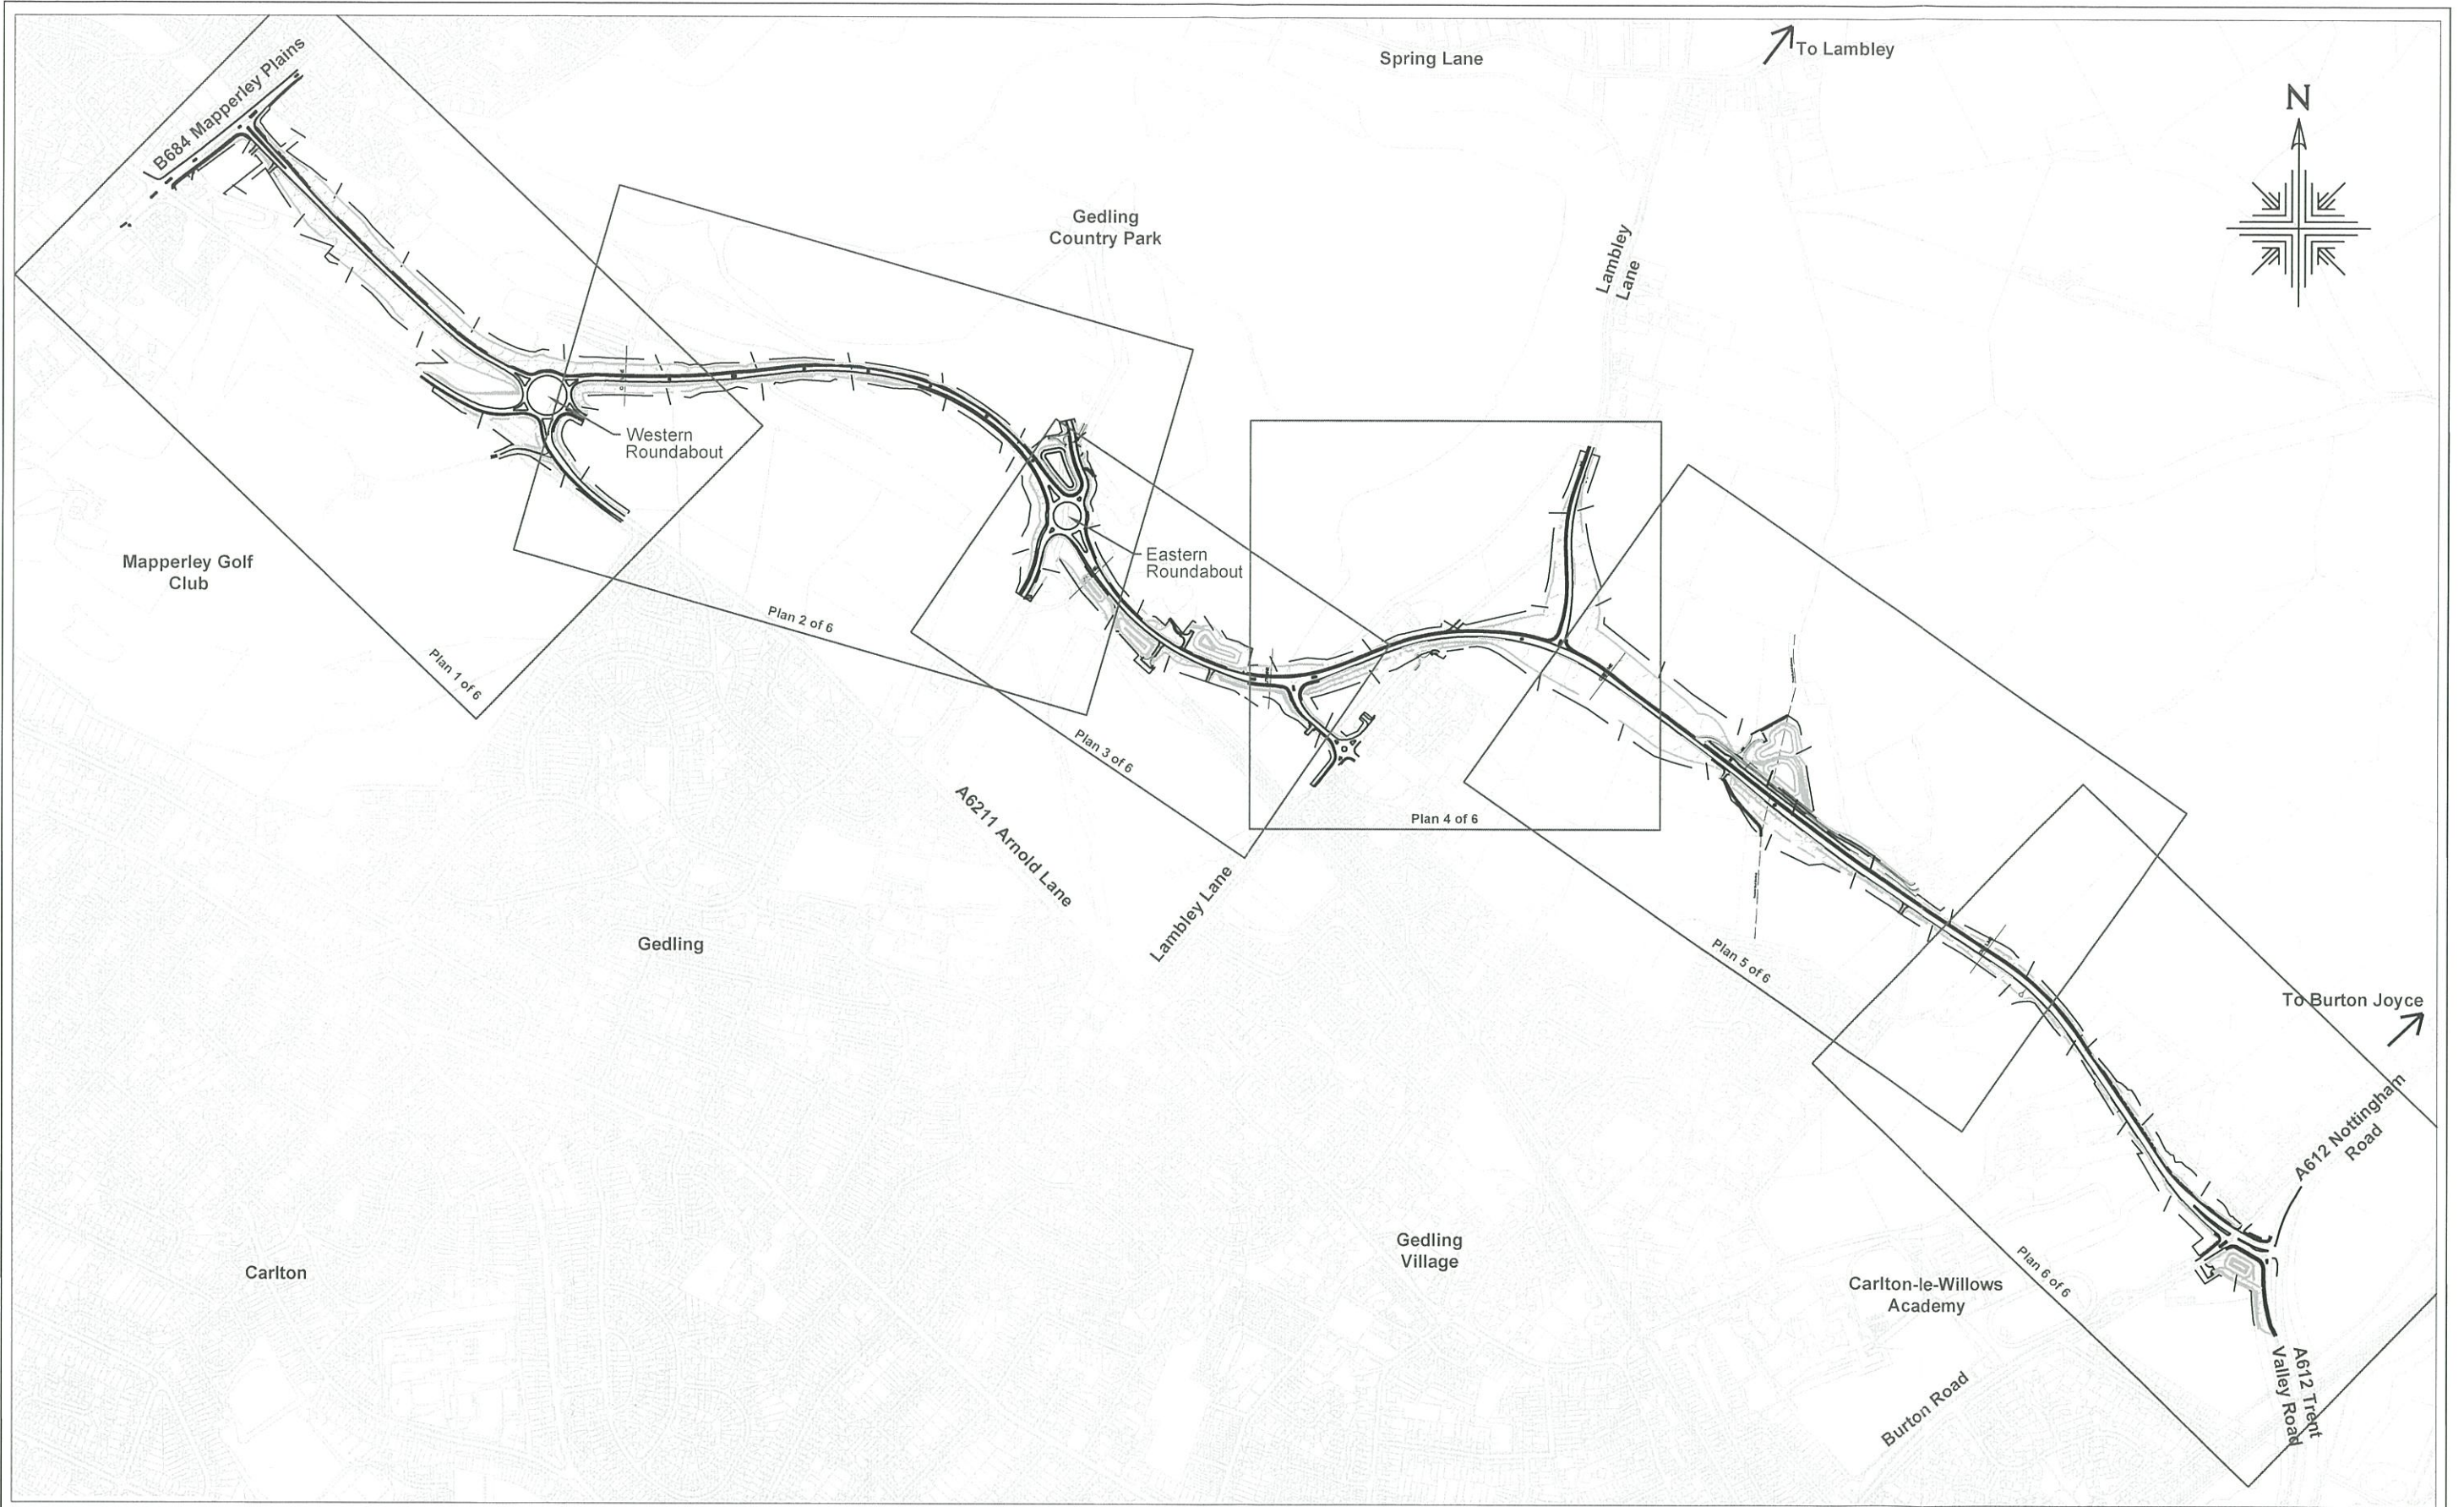 B684 Mapperley Plains
Spring Lane
To Lambley
N
Gedling
Country Park
Lambley
Lane
Western
Roundabout
Mapperley Golf
Club
Eastern
Roundabout
Plan 1 of 6
Plan 2 of 6
Plan 3 of 6
Plan 4 of 6
A6211 Arnold Lane
Lambley Lane
Gedling
Plan 5 of 6
To Burton Joyce
A612 Nottingham
Road
Carlton
Gedling
Village
Carlton-le-Willows
Academy
Plan 6 of 6
Burton Road
A612 Trent
Valley Road